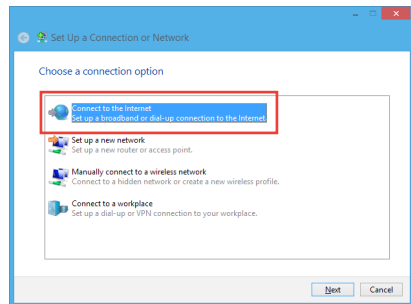 Set Up a Connection or Network
Choose a connection option
Connect to the Internet
Set up a broadband or dial-up connection to the Internet.
Set up a new network
Set up a new router or access point.
Manually connect to a wireless network
Connect to a hidden network or create a new wireless profile.
Connect to a workplace
Set up a dial-up or VPN connection to your workplace.
Next Cancel